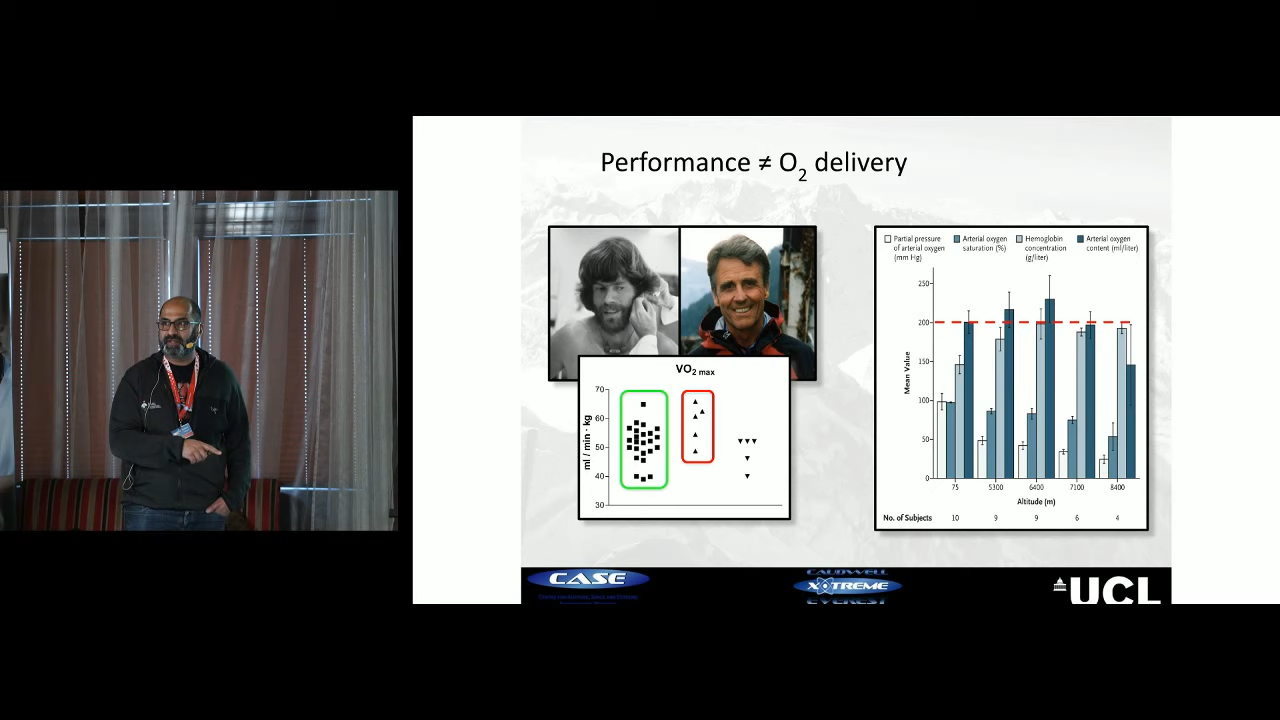 Performance ≠ O2 delivery
VO2 max
ml / min · kg
70
60
50
40
30
Partial pressure
of arterial oxygen
(mm Hg)
Arterial oxygen
saturation (%)
Hemoglobin
concentration
(g/liter)
Arterial oxygen
content (ml/liter)
Mean Value
250
200
150
100
50
0
75 5300 6400 7100 8400
Altitude (m)
No. of Subjects 10 9 9 6 4
CASE
CAUDWELL
XTREME
EVEREST
UCL